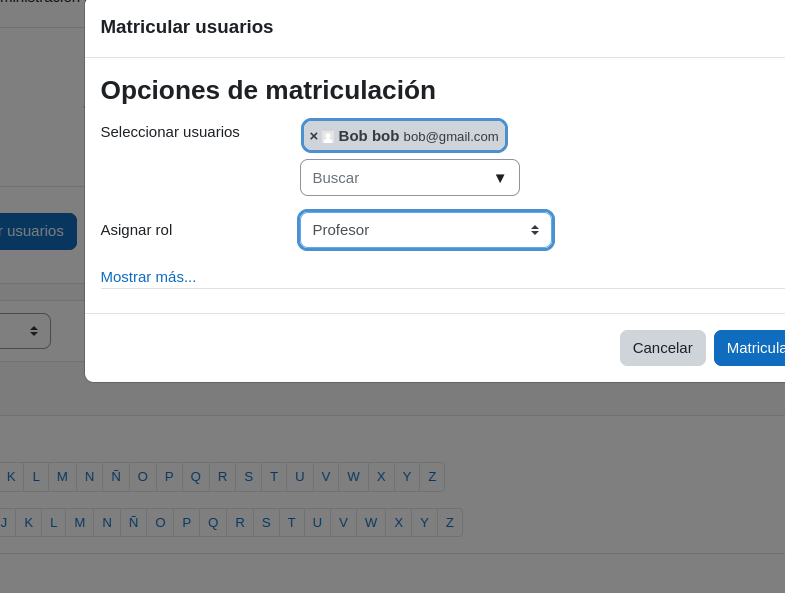 Matricular usuarios
Opciones de matriculación
Seleccionar usuarios
× Bob bob bob@gmail.com
Buscar ▼
Asignar rol Profesor
r usuarios
Mostrar más...
Cancelar Matricula
K L M N Ñ O P Q R S T U V W X Y Z
J K L M N Ñ O P Q R S T U V W X Y Z